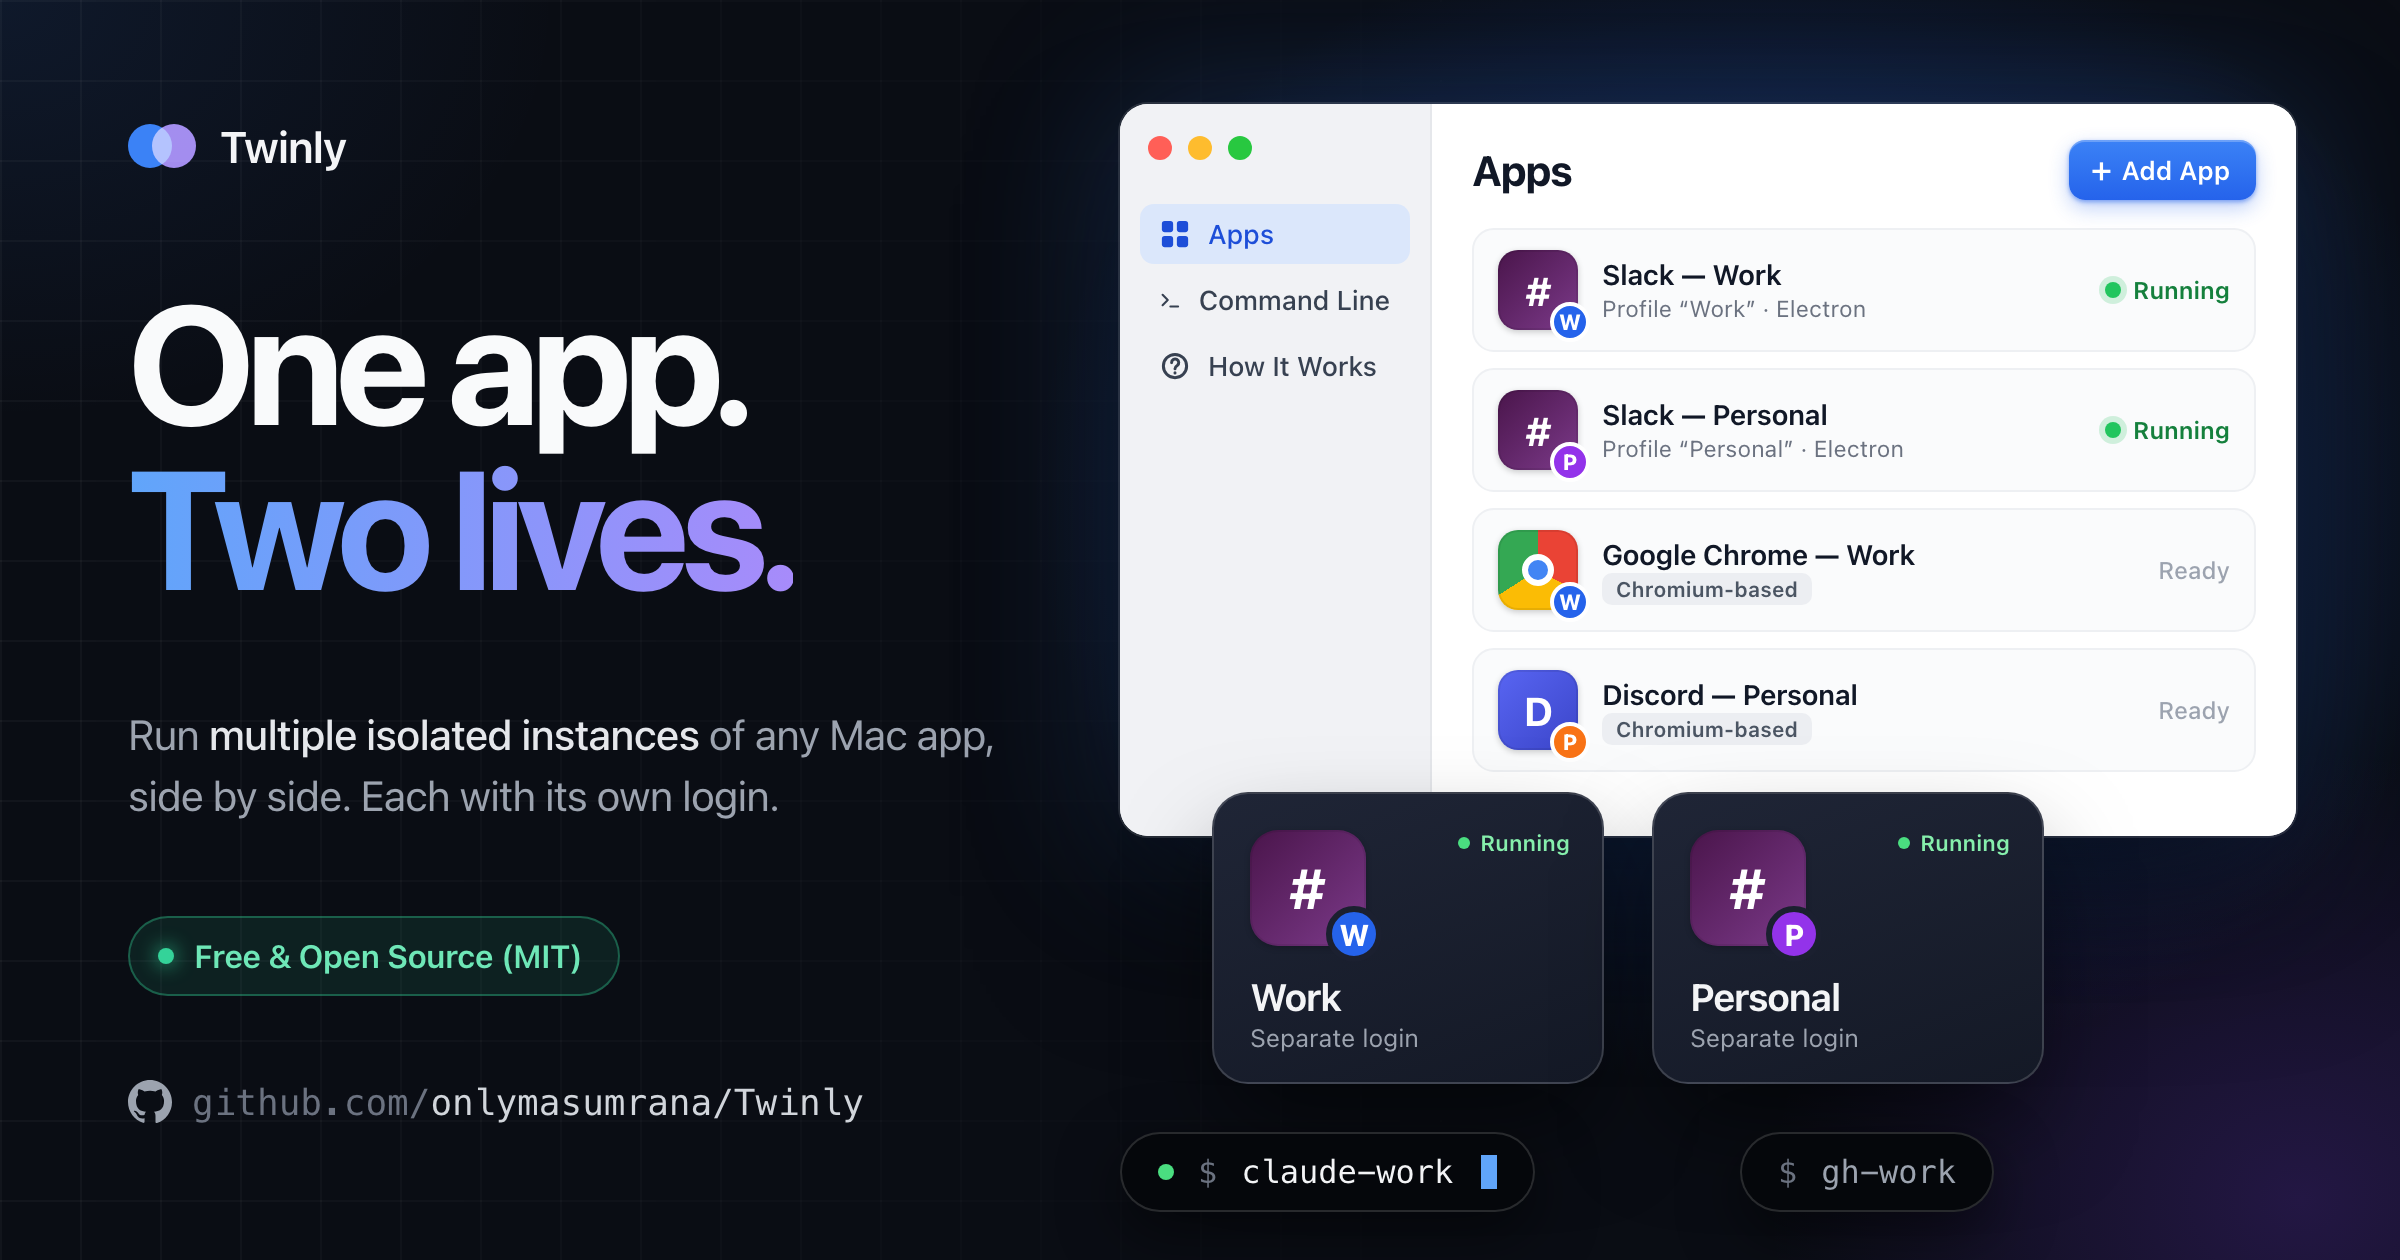 Twinly
One app.
Two lives.
Run multiple isolated instances of any Mac app,
side by side. Each with its own login.
Free & Open Source (MIT)
github.com/onlymasumrana/Twinly
Apps
Command Line
How It Works
Apps
+ Add App
#
W
Slack — Work
Profile “Work” · Electron
Running
#
P
Slack — Personal
Profile “Personal” · Electron
Running
W
Google Chrome — Work
Chromium-based
Ready
D
P
Discord — Personal
Chromium-based
Ready
#
W
Running
Work
Separate login
#
P
Running
Personal
Separate login
$ claude-work
$ gh-work